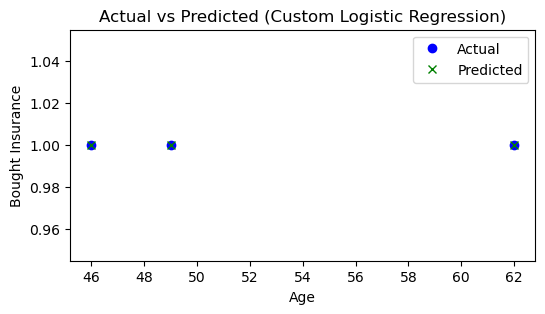 Actual vs Predicted (Custom Logistic Regression)
Actual
Predicted
Bought Insurance
1.04
1.02
1.00
0.98
0.96
46 48 50 52 54 56 58 60 62
Age